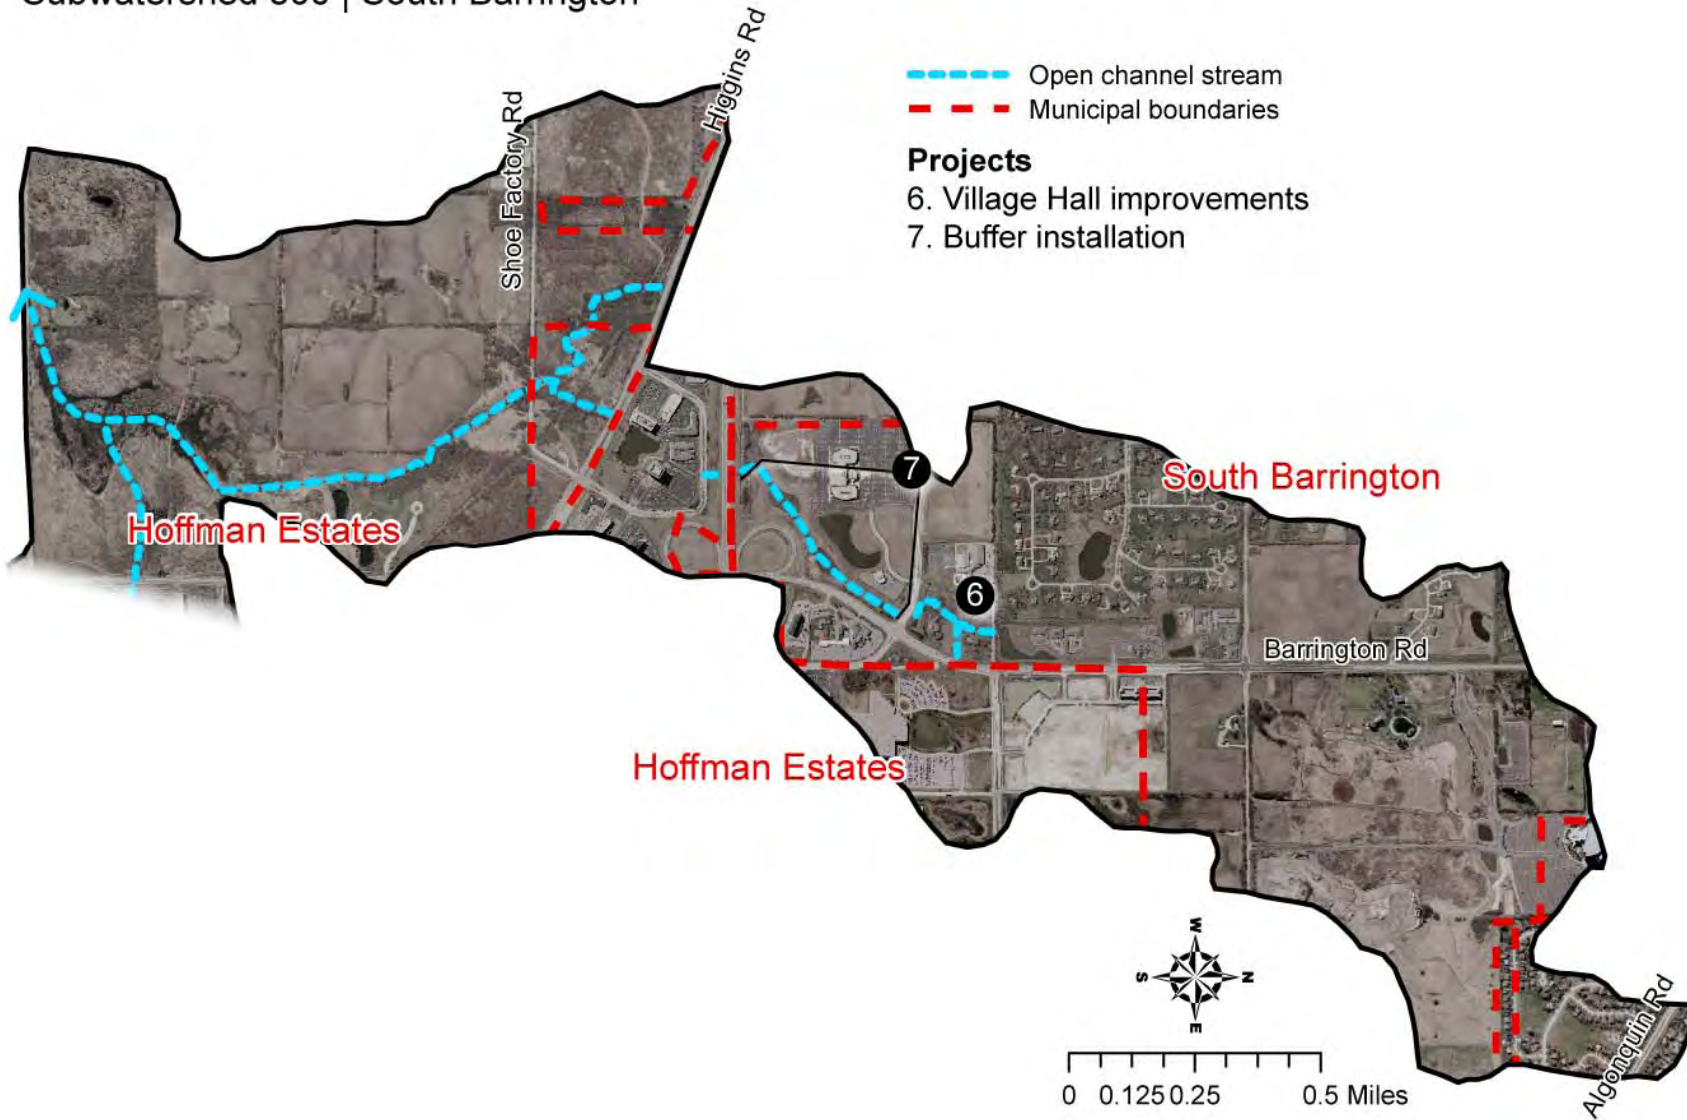 South Barrington
Higgins Rd
Shoe Factory Rd
Open channel stream
Municipal boundaries
Projects
6. Village Hall improvements
7. Buffer installation
7
South Barrington
Hoffman Estates
6
Barrington Rd
Hoffman Estates
W
S
N
E
Algonquin Rd
0 0.125 0.25 0.5 Miles